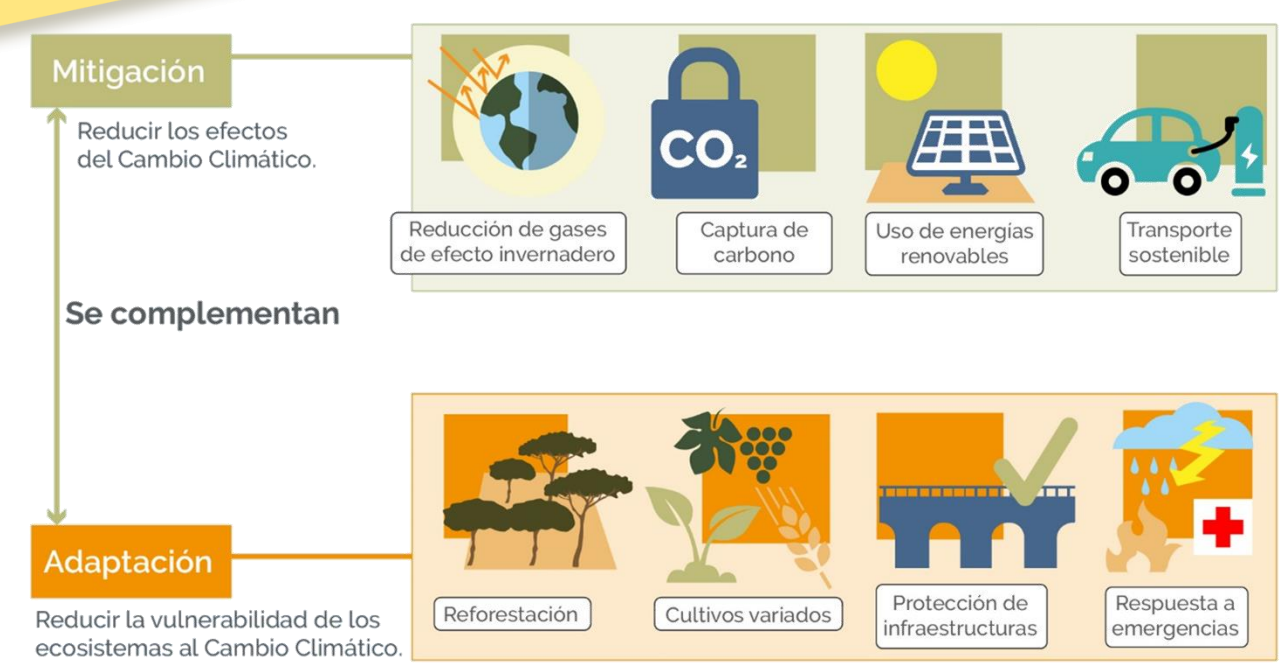 Mitigación
Reducir los efectos
del Cambio Climático.
CO₂
Reducción de gases
de efecto invernadero
Captura de
carbono
Uso de energías
renovables
Transporte
sostenible
Se complementan
Adaptación
Reducir la vulnerabilidad de los
ecosistemas al Cambio Climático.
Reforestación
Cultivos variados
Protección de
infraestructuras
Respuesta a
emergencias